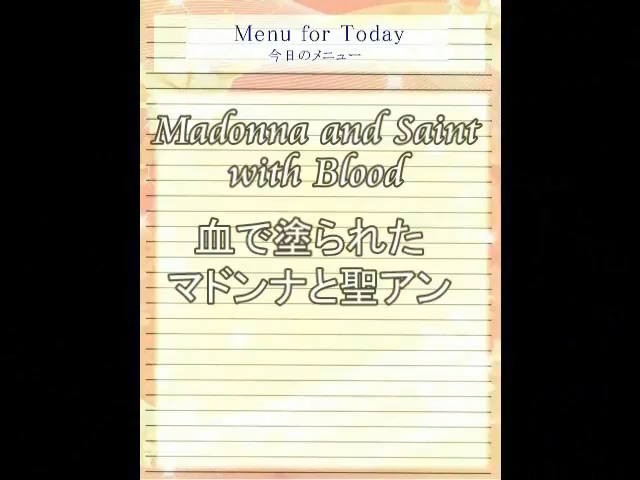 Menu for Today
今日のメニュー
Madonna and Saint
with Blood
血で塗られた
マドンナと聖アン